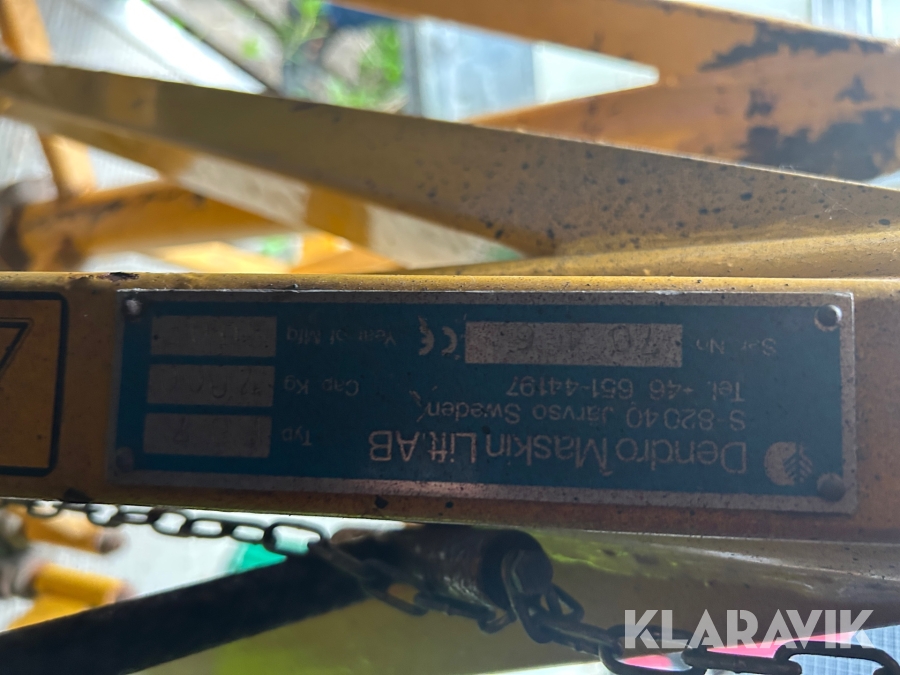 Dendro Maskin Lift AB
S-820 40 Järvsö Sweden
Tel. +46 651-44197
Ser. No
Typ
Cap. Kg
Year of Mfg
CE
KLARAVIK